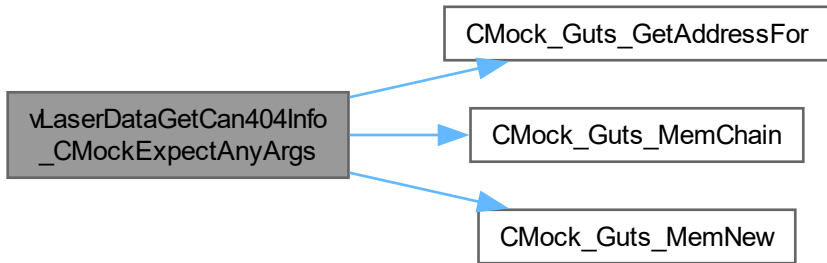 CMock_Guts_GetAddressFor
vLaserDataGetCan404Info
_CMockExpectAnyArgs
CMock_Guts_MemChain
CMock_Guts_MemNew